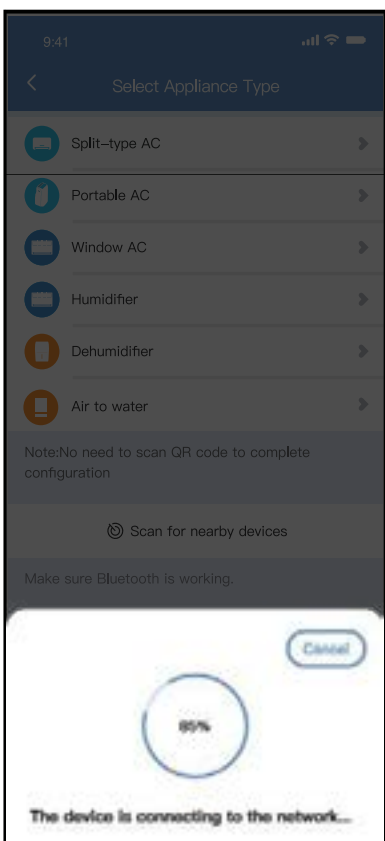 9:41
Select Appliance Type
Split-type AC
Portable AC
Window AC
Humidifier
Dehumidifier
Air to water
Note:No need to scan QR code to complete
configuration
Scan for nearby devices
Make sure Bluetooth is working.
Cancel
85%
The device is connecting to the network...